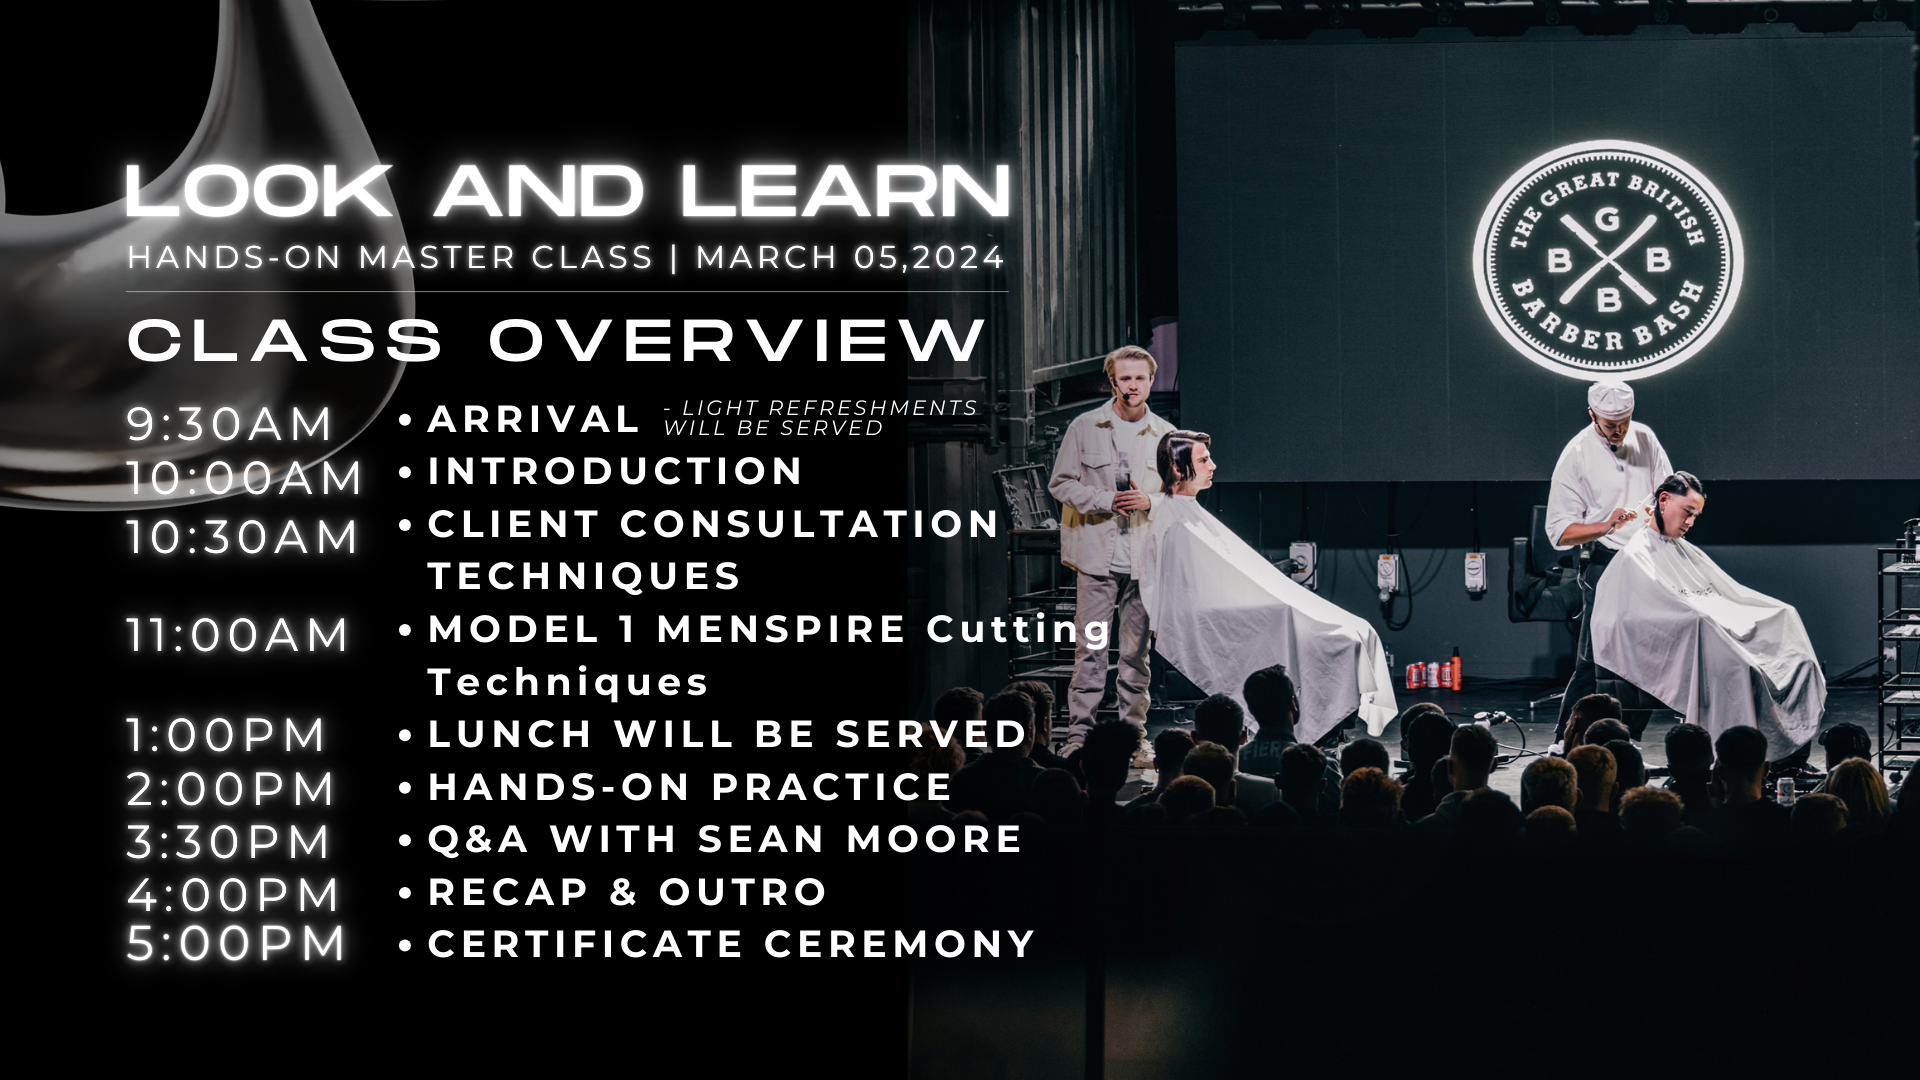 LOOK AND LEARN
HANDS-ON MASTER CLASS | MARCH 05,2024
CLASS OVERVIEW
9:30AM • ARRIVAL - LIGHT REFRESHMENTS
WILL BE SERVED
10:00AM • INTRODUCTION
10:30AM • CLIENT CONSULTATION
TECHNIQUES
11:00AM • MODEL 1 MENSPIRE Cutting
Techniques
1:00PM • LUNCH WILL BE SERVED
2:00PM • HANDS-ON PRACTICE
3:30PM • Q&A WITH SEAN MOORE
4:00PM • RECAP & OUTRO
5:00PM • CERTIFICATE CEREMONY
THE GREAT BRITISH
G
B B
B
BARBER BASH